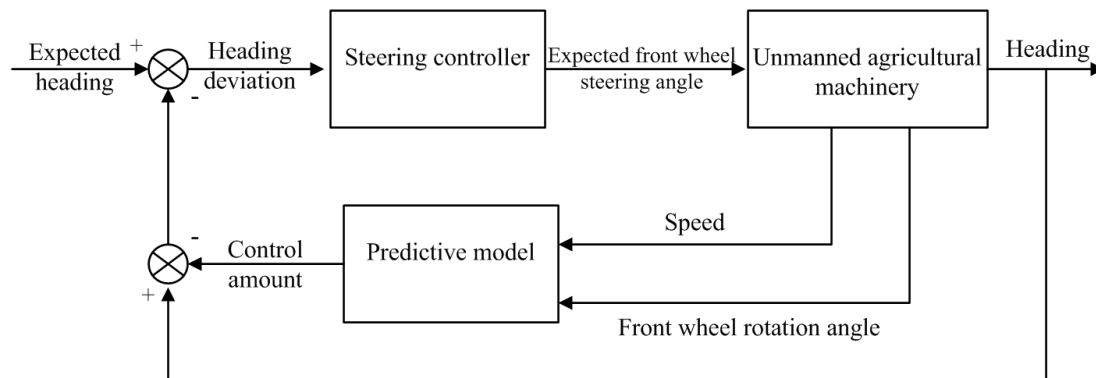 Expected
heading
+
-
Heading
deviation
Steering controller
Expected front wheel
steering angle
Unmanned agricultural
machinery
Heading
Speed
Predictive model
Control
amount
-
+
Front wheel rotation angle